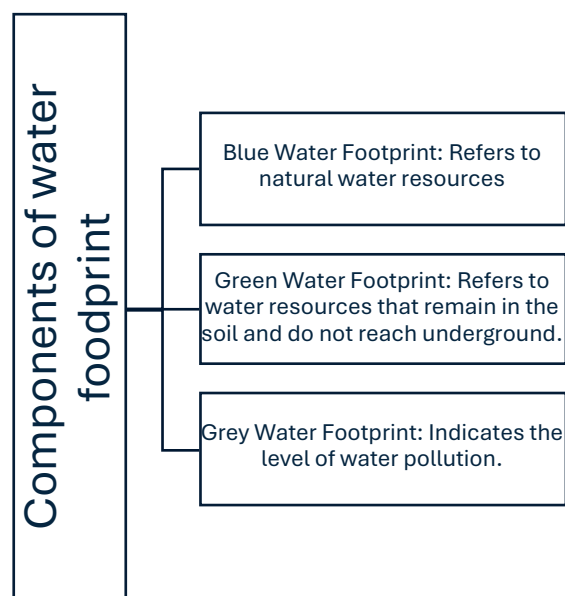 Components of water
foodprint
Blue Water Footprint: Refers to
natural water resources
Green Water Footprint: Refers to
water resources that remain in the
soil and do not reach underground.
Grey Water Footprint: Indicates the
level of water pollution.